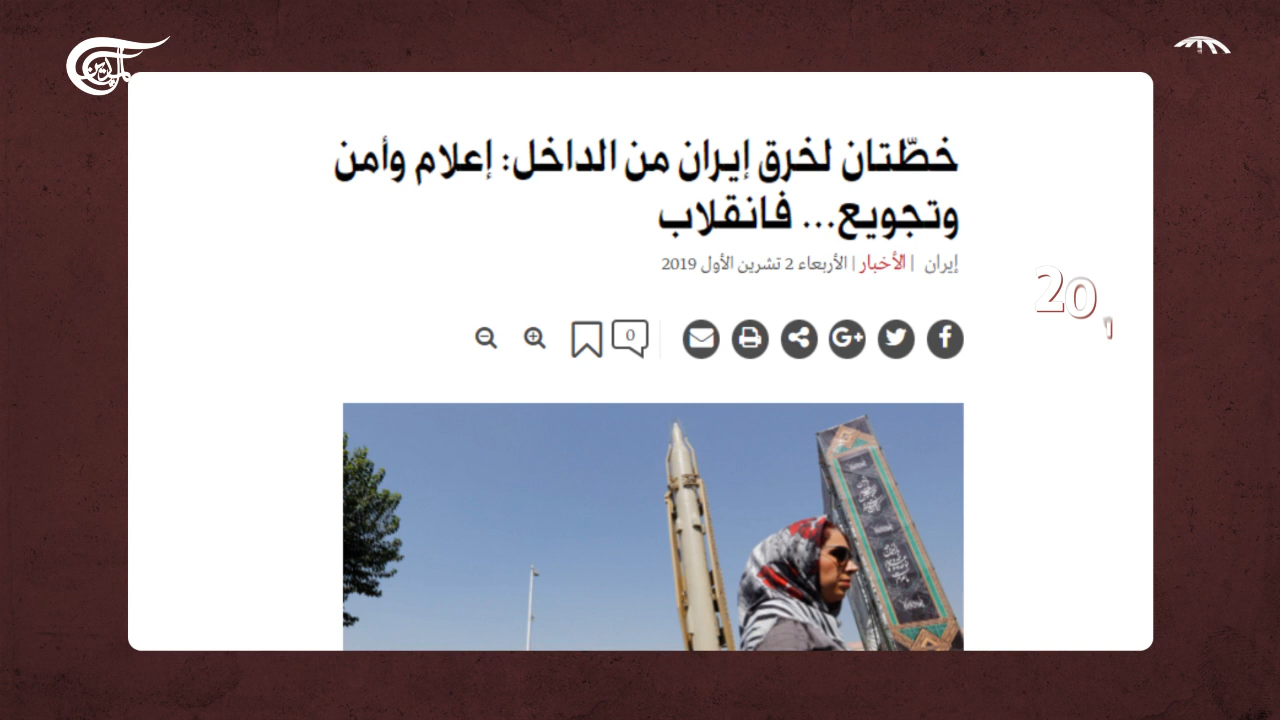 خطّتان لخرق إيران من الداخل: إعلام وأمن
وتجويع... فانقلاب
إيران | الأخبار | الأربعاء 2 تشرين الأول 2019
0
20
الميادين